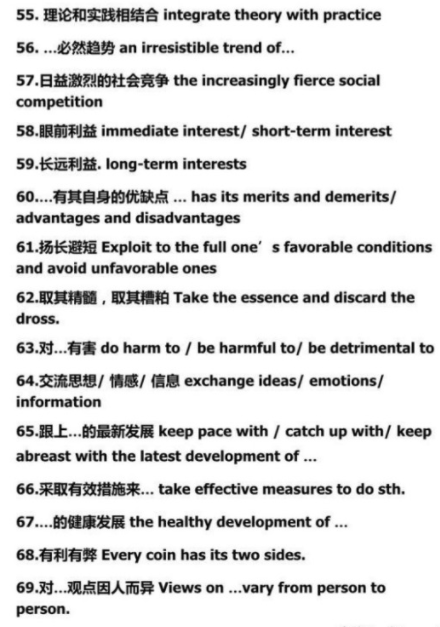 55. 理论和实践相结合 integrate theory with practice
56. …必然趋势 an irresistible trend of…
57.日益激烈的社会竞争 the increasingly fierce social
competition
58.眼前利益 immediate interest/ short-term interest
59.长远利益. long-term interests
60.…有其自身的优缺点 … has its merits and demerits/
advantages and disadvantages
61.扬长避短 Exploit to the full one’s favorable conditions
and avoid unfavorable ones
62.取其精髓，取其糟粕 Take the essence and discard the
dross.
63.对…有害 do harm to / be harmful to/ be detrimental to
64.交流思想/ 情感/ 信息 exchange ideas/ emotions/
information
65.跟上…的最新发展 keep pace with / catch up with/ keep
abreast with the latest development of …
66.采取有效措施来… take effective measures to do sth.
67.…的健康发展 the healthy development of …
68.有利有弊 Every coin has its two sides.
69.对…观点因人而异 Views on …vary from person to
person.